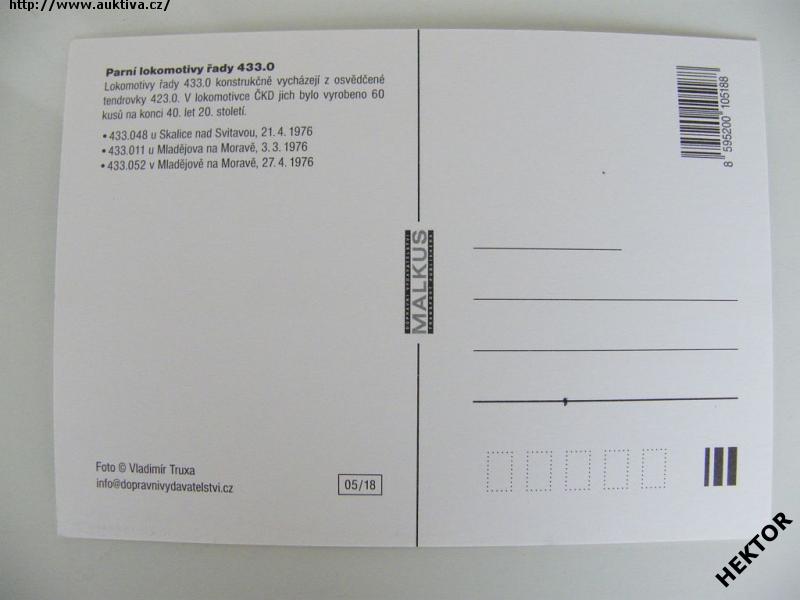 http://www.auktiva.cz/
Parní lokomotivy řady 433.0
Lokomotivy řady 433.0 konstrukčně vycházejí z osvědčené
tendrovky 423.0. V lokomotivce ČKD jich bylo vyrobeno 60
kusů na konci 40. let 20. století.
• 433.048 u Skalice nad Svitavou, 21. 4. 1976
• 433.011 u Mladějova na Moravě, 3. 3. 1976
• 433.052 v Mladějově na Moravě, 27. 4. 1976
Foto © Vladimír Truxa
info@dopravnivydavatelstvi.cz
05/18
MALKUS
8 595200 105188
HEKTOR